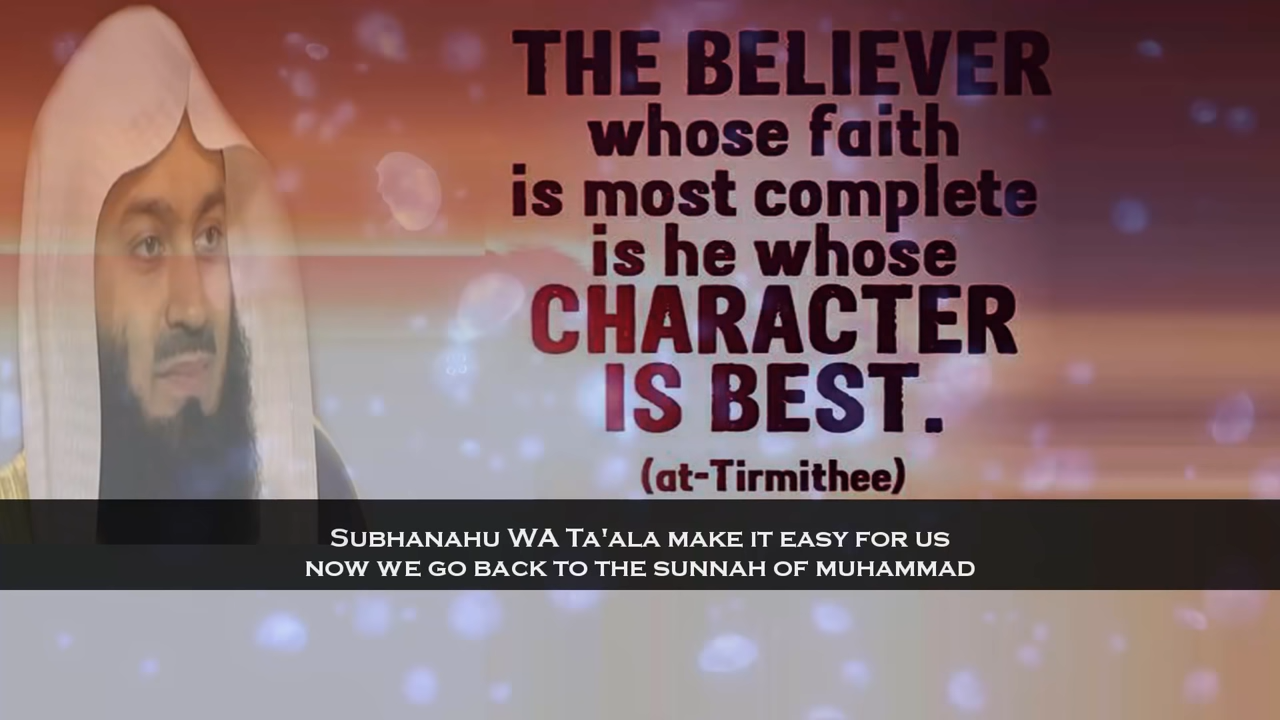 THE BELIEVER
whose faith
is most complete
is he whose
CHARACTER
IS BEST.
(at-Tirmithee)
SUBHANAHU WA TA'ALA MAKE IT EASY FOR US
NOW WE GO BACK TO THE SUNNAH OF MUHAMMAD